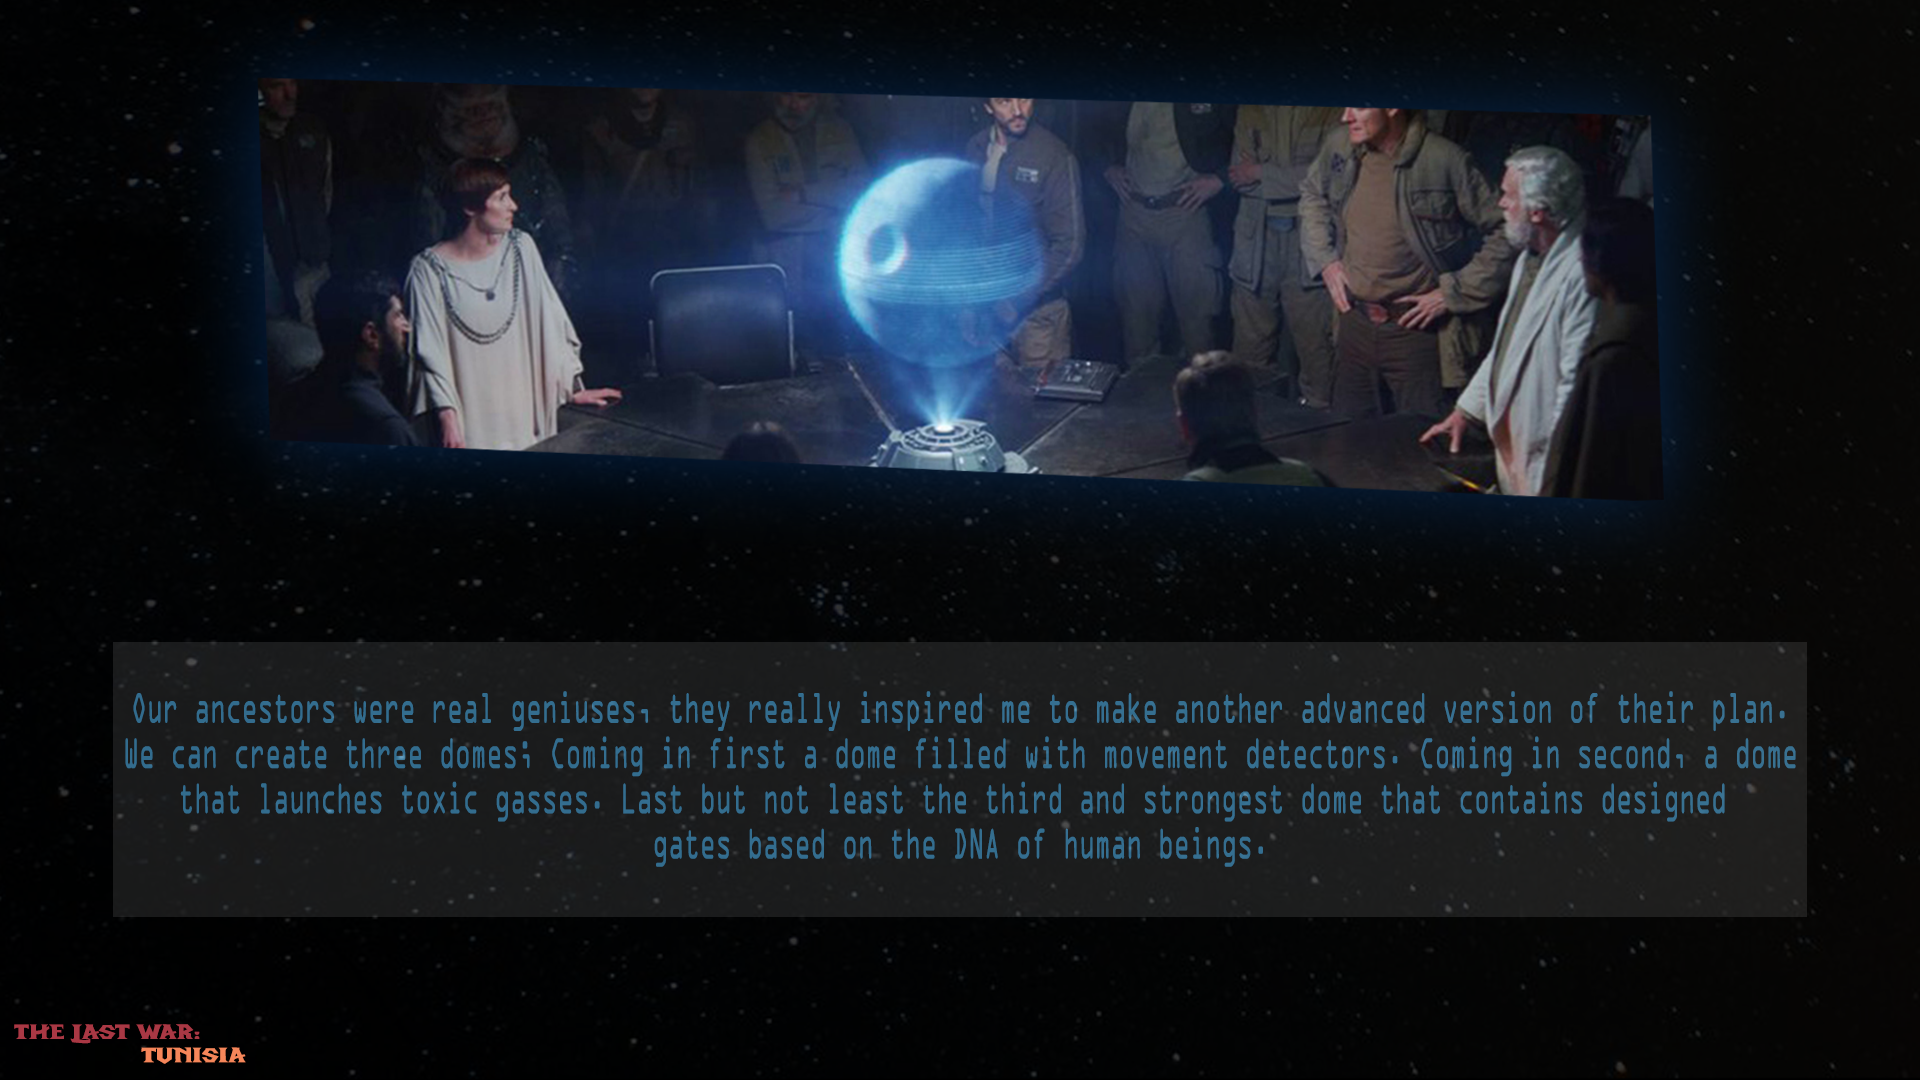 Our ancestors were real geniuses, they really inspired me to make another advanced version of their plan.
We can create three domes; Coming in first a dome filled with movement detectors. Coming in second, a dome
that launches toxic gasses. Last but not least the third and strongest dome that contains designed
gates based on the DNA of human beings.
THE LAST WAR:
TUNISIA